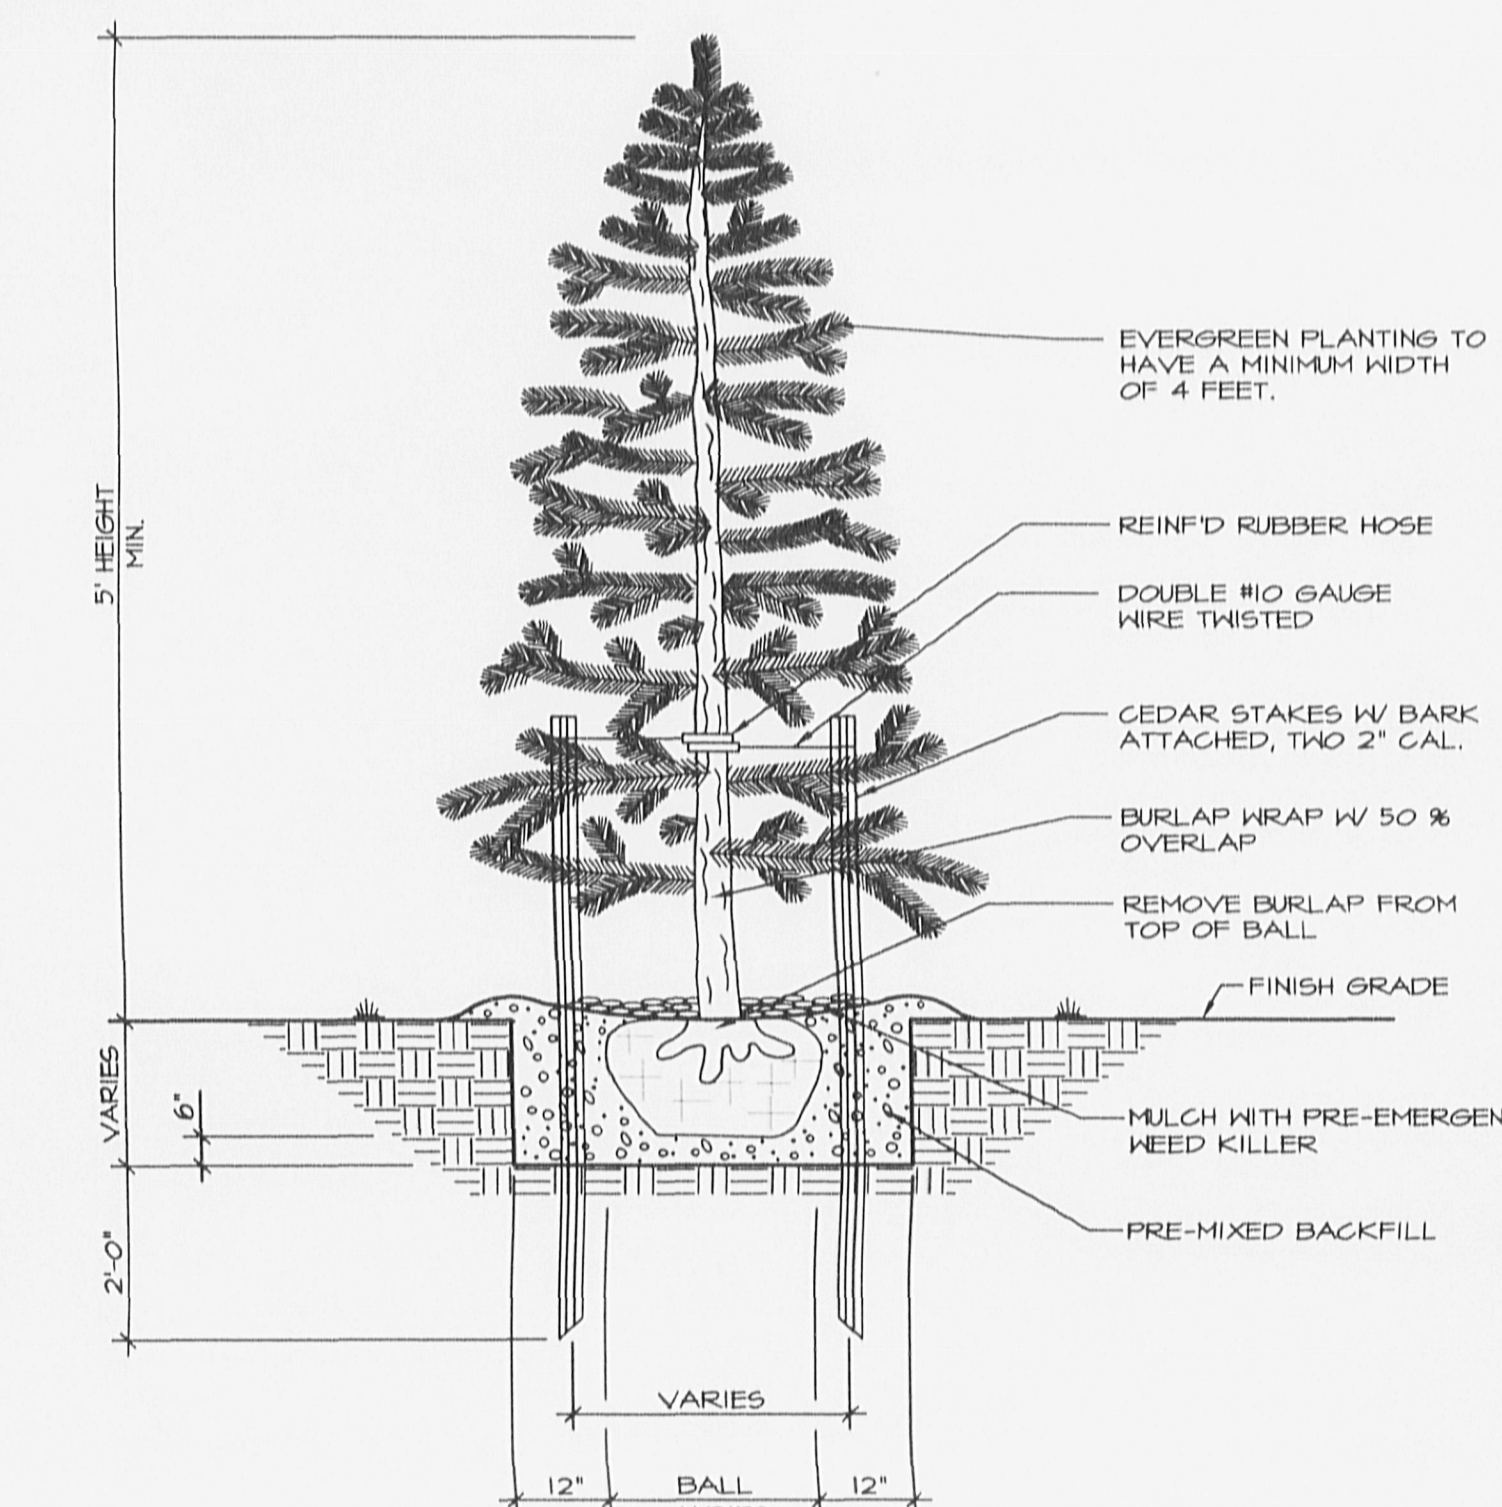 EVERGREEN PLANTING TO
HAVE A MINIMUM WIDTH
OF 4 FEET.
REINF'D RUBBER HOSE
DOUBLE #10 GAUGE
WIRE TWISTED
CEDAR STAKES W/ BARK
ATTACHED, TWO 2" CAL.
BURLAP WRAP W/ 50 %
OVERLAP
REMOVE BURLAP FROM
TOP OF BALL
FINISH GRADE
MULCH WITH PRE-EMERGEN
WEED KILLER
PRE-MIXED BACKFILL
5' HEIGHT
MIN.
VARIES
6"
2'-0"
VARIES
12"
BALL
12"